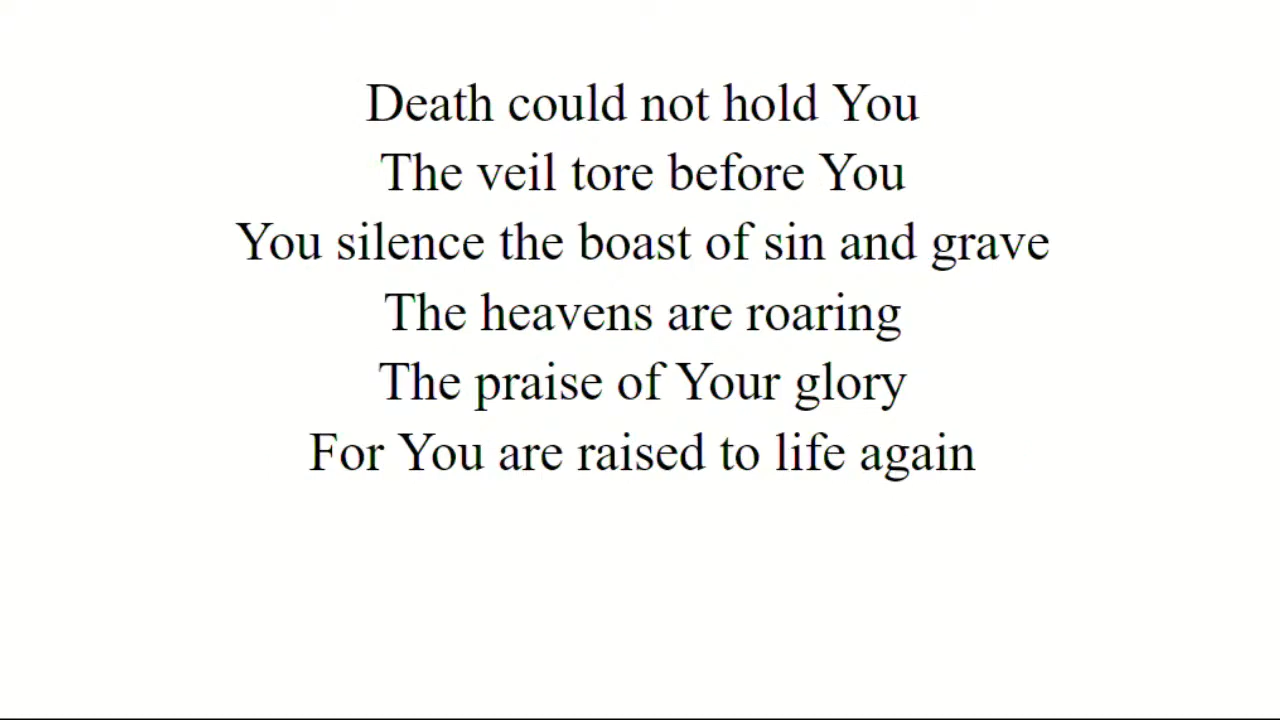 Death could not hold You
The veil tore before You
You silence the boast of sin and grave
The heavens are roaring
The praise of Your glory
For You are raised to life again